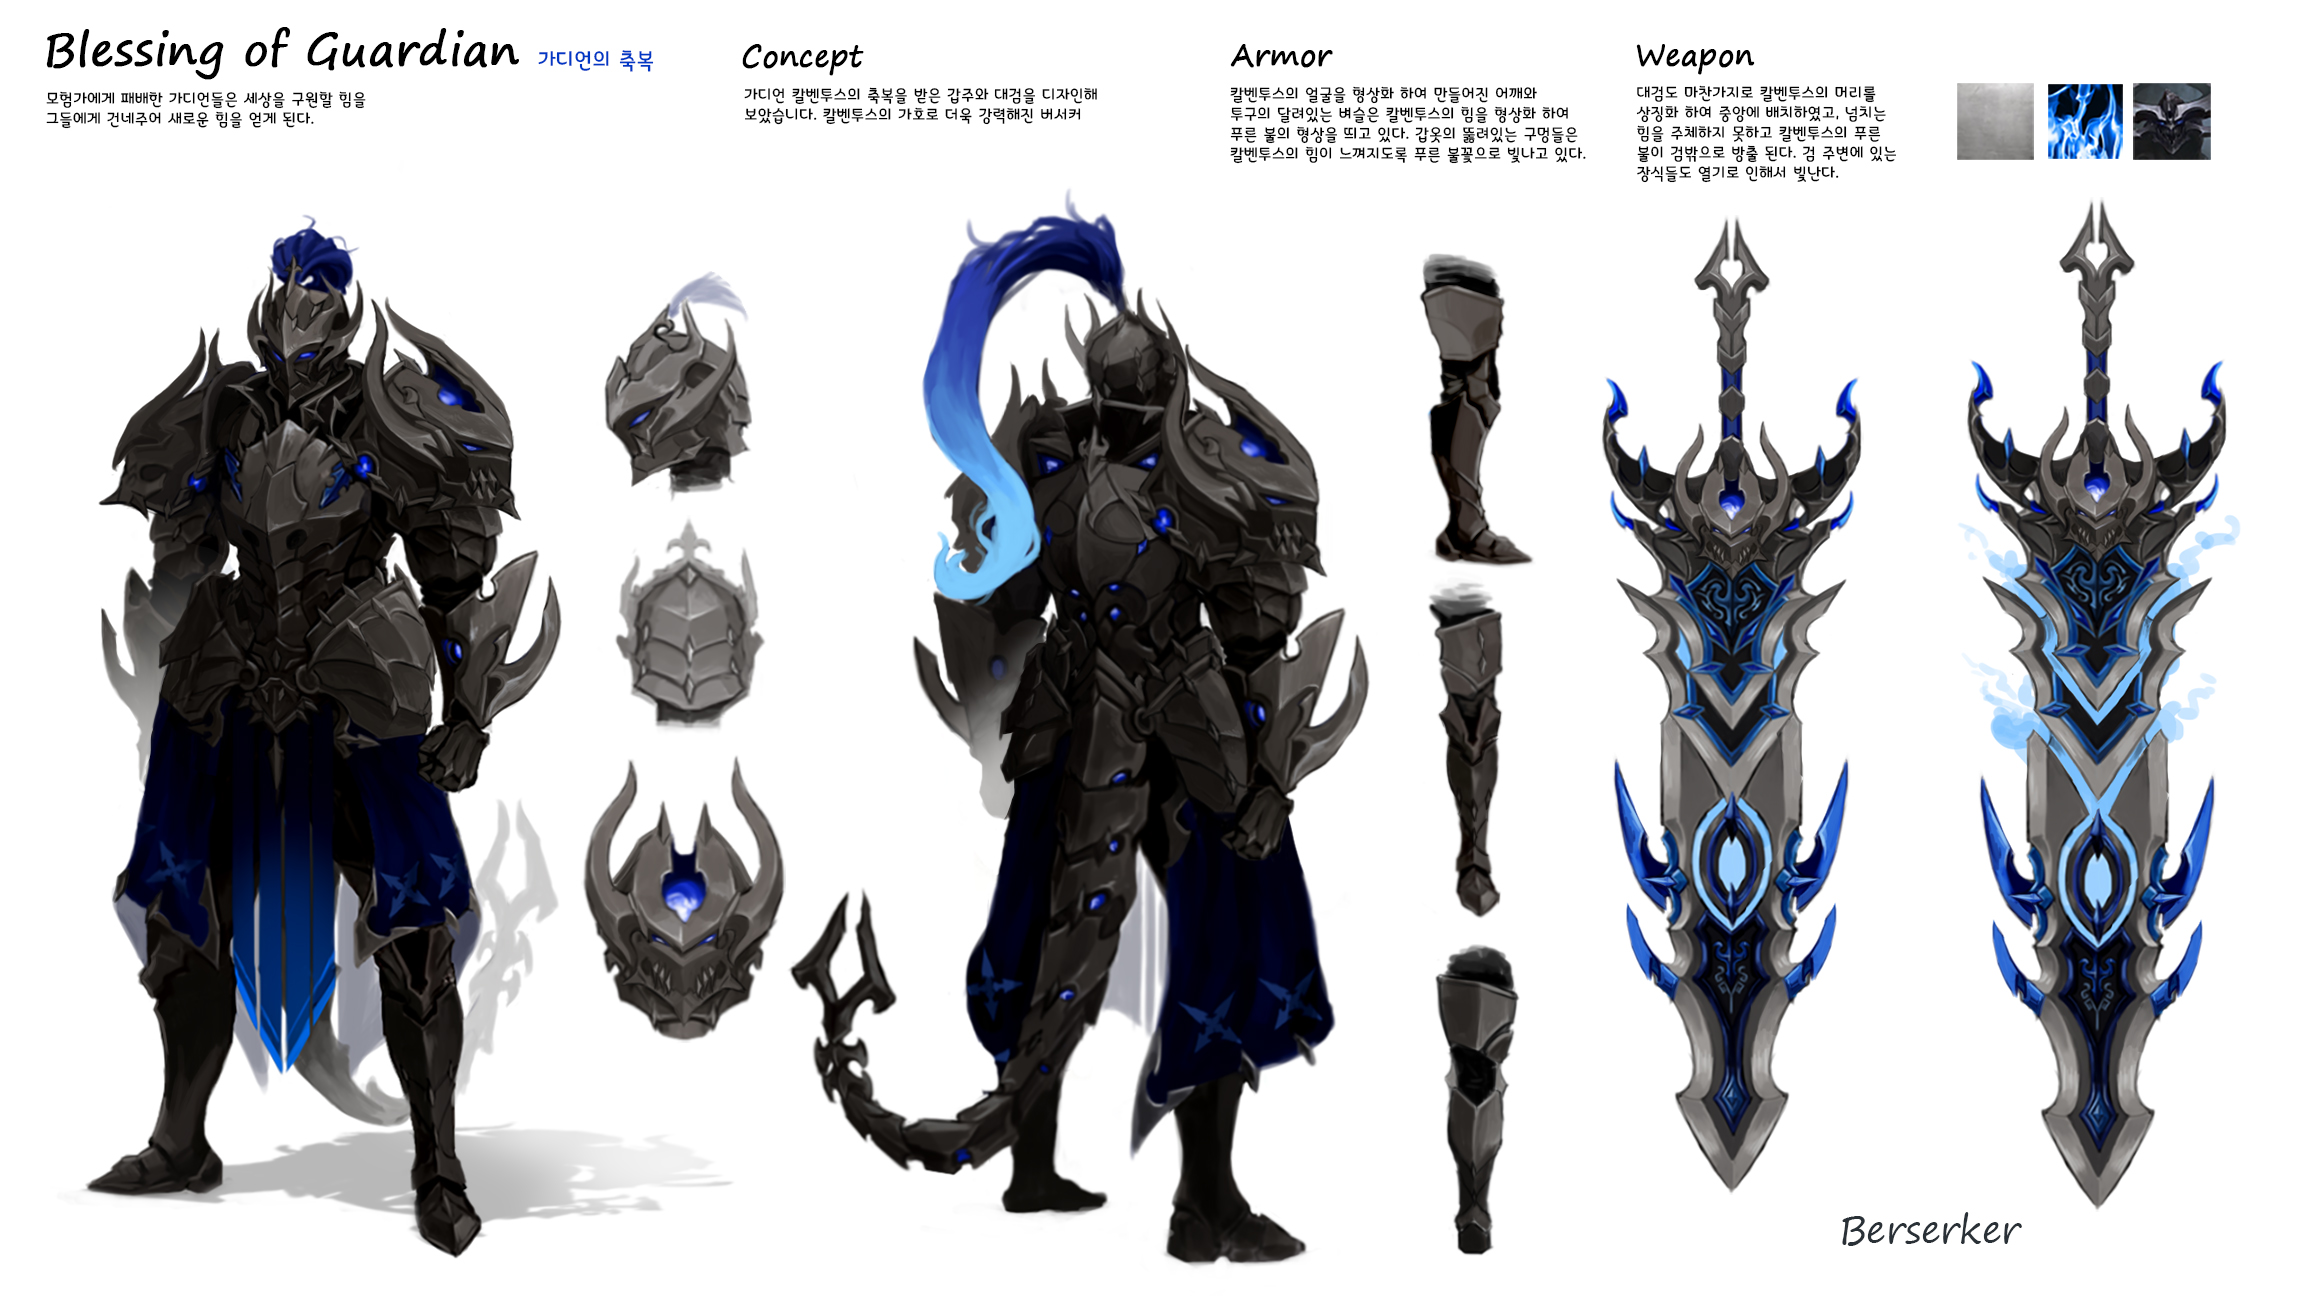 Blessing of Guardian 가디언의 축복
모험가에게 패배한 가디언들은 세상을 구원할 힘을
그들에게 건네주어 새로운 힘을 얻게 된다.
Concept
가디언 칼벤투스의 축복을 받은 갑주와 대검을 디자인해
보았습니다. 칼벤투스의 가호로 더욱 강력해진 버서커
Armor
칼벤투스의 얼굴을 형상화 하여 만들어진 어깨와
투구의 달려있는 벼슬은 칼벤투스의 힘을 형상화 하여
푸른 불의 형상을 띄고 있다. 갑옷의 뚫려있는 구멍들은
칼벤투스의 힘이 느껴지도록 푸른 불꽃으로 빛나고 있다.
Weapon
대검도 마찬가지로 칼벤투스의 머리를
상징화 하여 중앙에 배치하였고, 넘치는
힘을 주체하지 못하고 칼벤투스의 푸른
불이 검밖으로 방출 된다. 검 주변에 있는
장식들도 열기로 인해서 빛난다.
Berserker